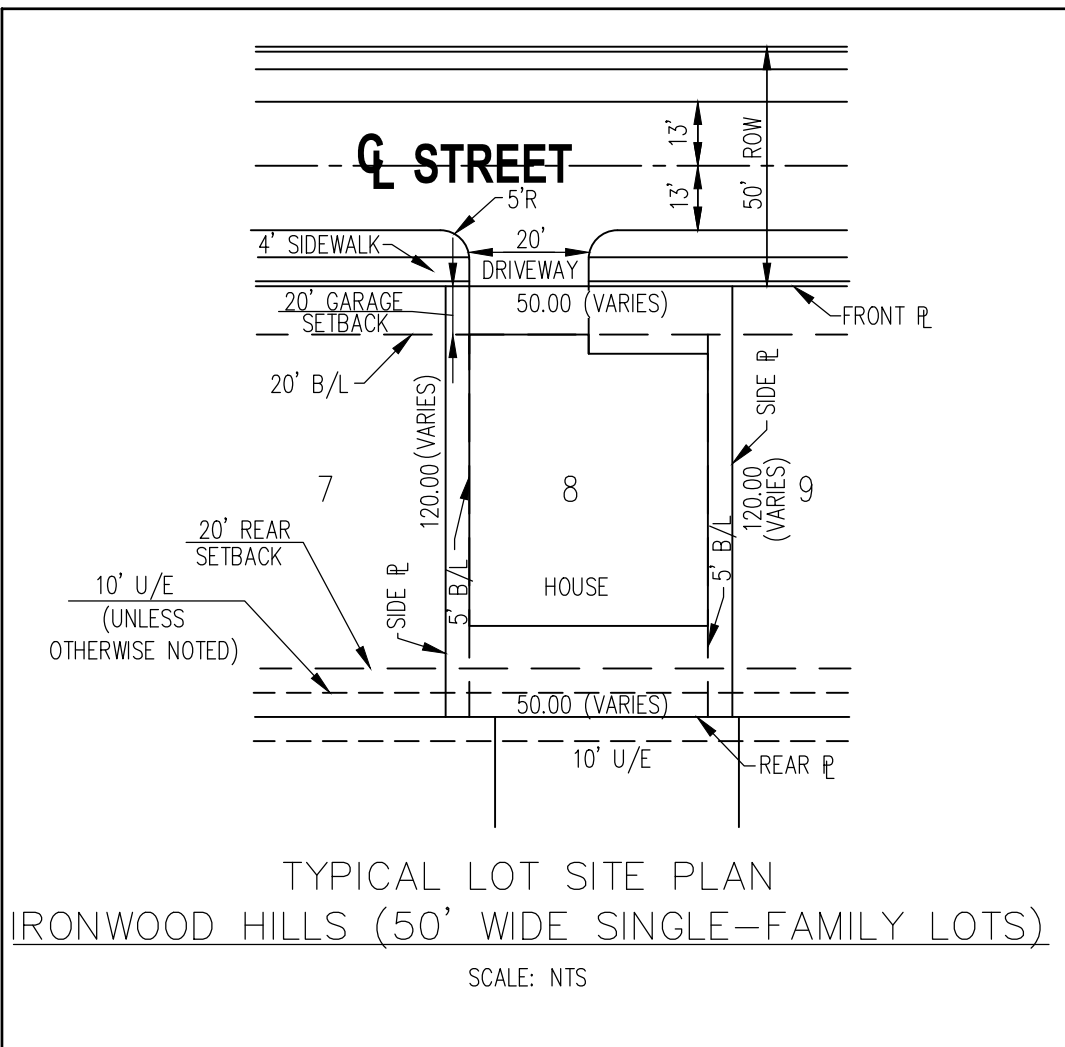 13'
50' ROW
℄ STREET
13'
5'R
4' SIDEWALK
20'
DRIVEWAY
20' GARAGE
SETBACK
50.00 (VARIES)
FRONT ⅊
20' B/L
120.00 (VARIES)
SIDE ⅊
120.00
(VARIES)
7
8
9
20' REAR
SETBACK
10' U/E
(UNLESS
OTHERWISE NOTED)
SIDE ⅊
5' B/L
HOUSE
5' B/L
50.00 (VARIES)
10' U/E
REAR ⅊
TYPICAL LOT SITE PLAN
IRONWOOD HILLS (50' WIDE SINGLE-FAMILY LOTS)
SCALE: NTS